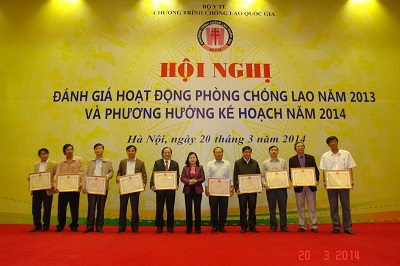 BỘ Y TẾ
CHƯƠNG TRÌNH CHỐNG LAO QUỐC GIA
HỘI NGHỊ
ĐÁNH GIÁ HOẠT ĐỘNG PHÒNG CHỐNG LAO NĂM 2013
VÀ PHƯƠNG HƯỚNG KẾ HOẠCH NĂM 2014
Hà Nội, ngày 20 tháng 3 năm 2014
20 3 2014